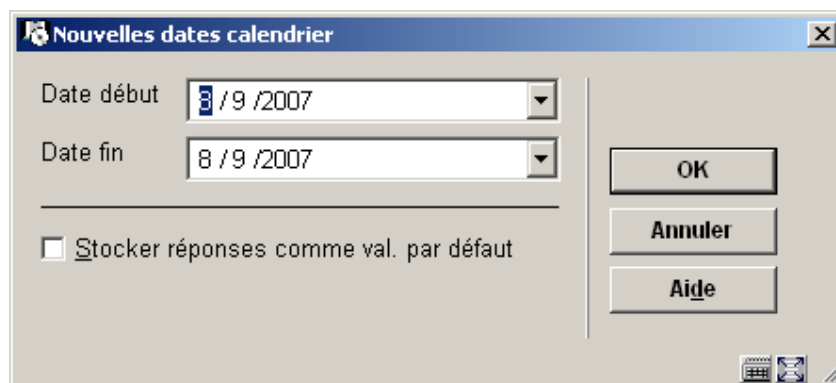 Nouvelles dates calendrier
Date début 8 / 9 /2007
Date fin 8 / 9 /2007
OK
Stocker réponses comme val. par défaut
Annuler
Aide